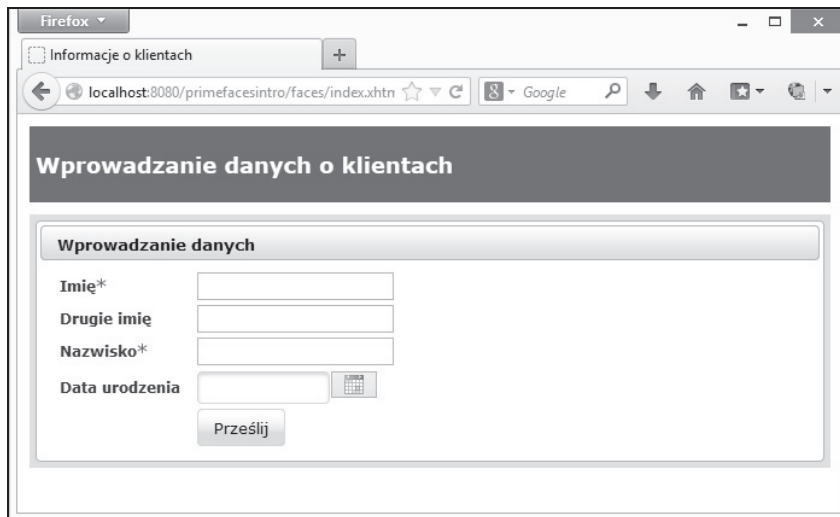 Firefox
Informacje o klientach
localhost:8080/primefacesintro/faces/index.xhtn
8 Google
Wprowadzanie danych o klientach
Wprowadzanie danych
Imię*
Drugie imię
Nazwisko*
Data urodzenia
Prześlij